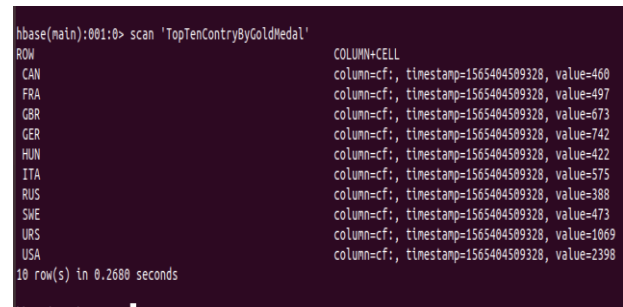 hbase(main):001:0> scan 'TopTenContryByGoldMedal'
ROW COLUMN+CELL
CAN column=cf:, timestamp=1565404509328, value=460
FRA column=cf:, timestamp=1565404509328, value=497
GBR column=cf:, timestamp=1565404509328, value=673
GER column=cf:, timestamp=1565404509328, value=742
HUN column=cf:, timestamp=1565404509328, value=422
ITA column=cf:, timestamp=1565404509328, value=575
RUS column=cf:, timestamp=1565404509328, value=388
SWE column=cf:, timestamp=1565404509328, value=473
URS column=cf:, timestamp=1565404509328, value=1069
USA column=cf:, timestamp=1565404509328, value=2398
10 row(s) in 0.2680 seconds